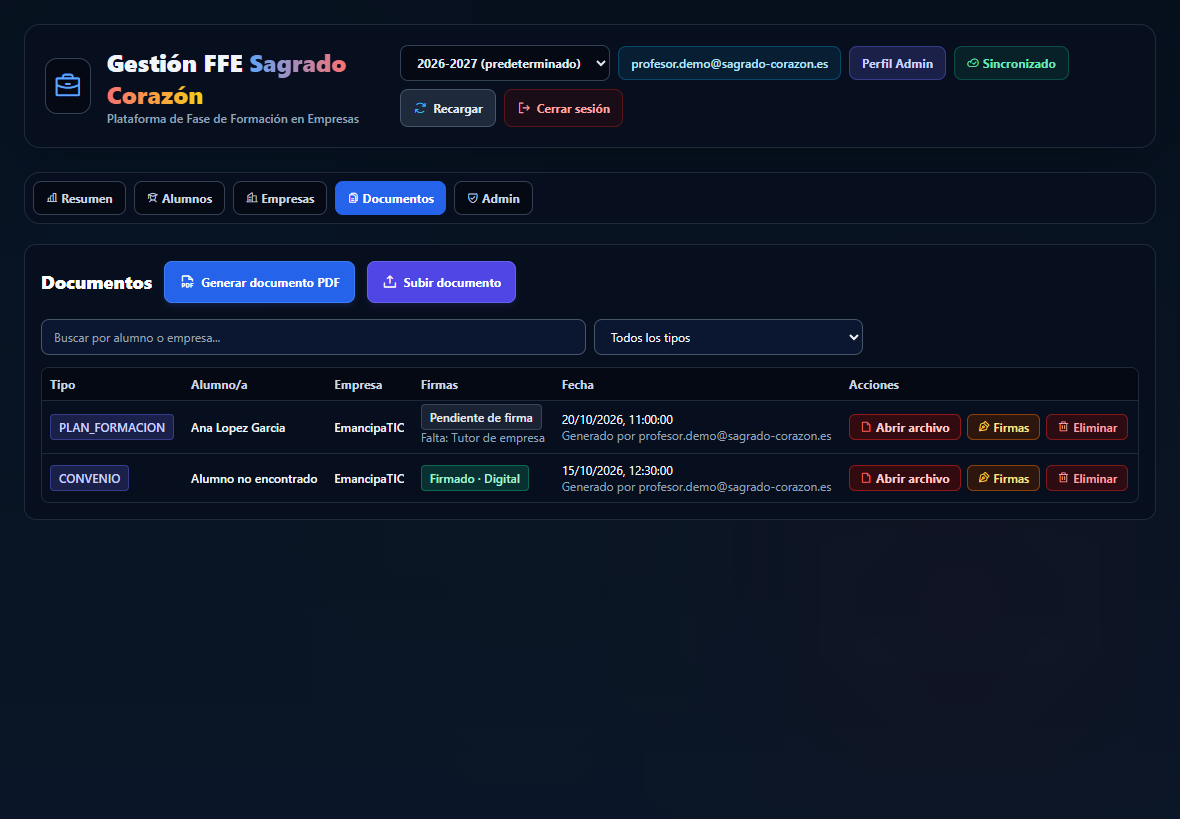 Gestión FFE Sagrado
Corazón
Plataforma de Fase de Formación en Empresas
2026-2027 (predeterminado)
profesor.demo@sagrado-corazon.es
Perfil Admin
Sincronizado
Recargar
Cerrar sesión
Resumen
Alumnos
Empresas
Documentos
Admin
Documentos
PDF
Generar documento PDF
Subir documento
Buscar por alumno o empresa...
Todos los tipos
Tipo Alumno/a Empresa Firmas Fecha Acciones
PLAN_FORMACION
Ana Lopez Garcia
EmancipaTIC
Pendiente de firma
Falta: Tutor de empresa
20/10/2026, 11:00:00
Generado por profesor.demo@sagrado-corazon.es
Abrir archivo
Firmas
Eliminar
CONVENIO
Alumno no encontrado
EmancipaTIC
Firmado · Digital
15/10/2026, 12:30:00
Generado por profesor.demo@sagrado-corazon.es
Abrir archivo
Firmas
Eliminar